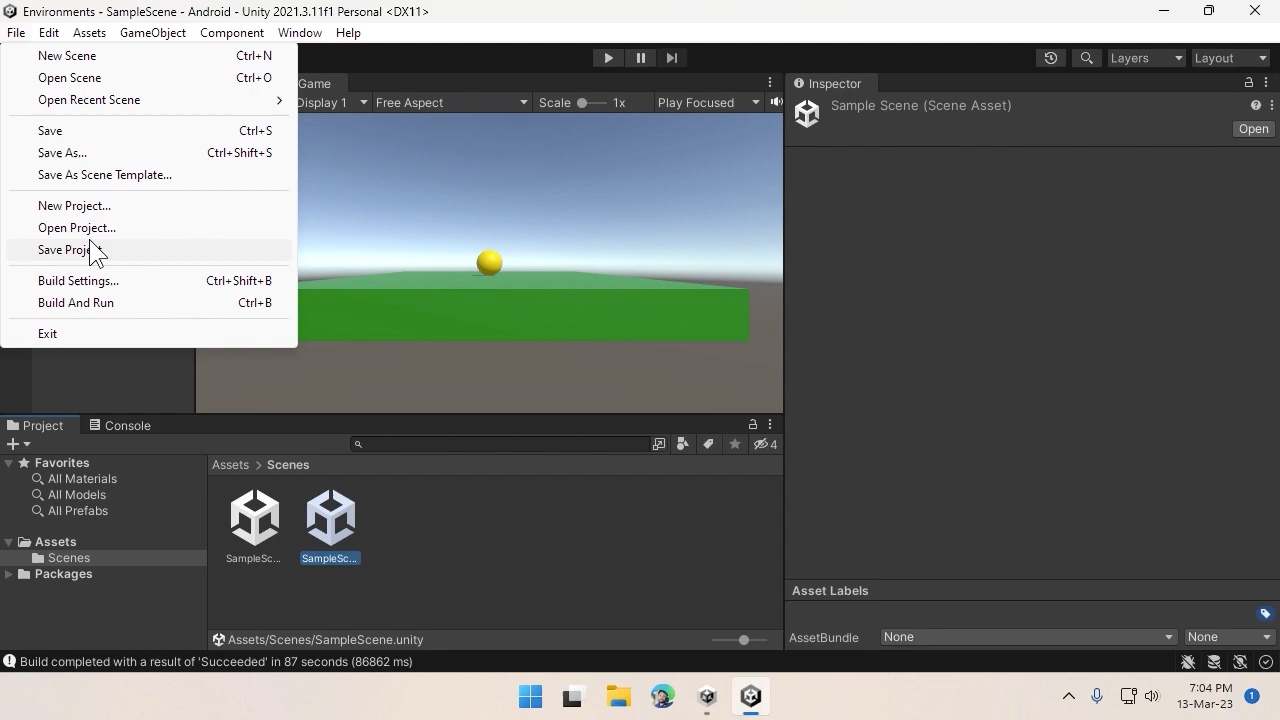 Environments - SampleScene - Android - Unity 2021.3.11f1 Personal <DX11>
File Edit Assets GameObject Component Window Help
New Scene Ctrl+N
Open Scene Ctrl+O
Open Recent Scene
Save Ctrl+S
Save As... Ctrl+Shift+S
Save As Scene Template...
New Project...
Open Project...
Save Project
Build Settings... Ctrl+Shift+B
Build And Run Ctrl+B
Exit
Layers Layout
Game
Display 1 Free Aspect Scale 1x Play Focused
Inspector
Sample Scene (Scene Asset)
Open
Project Console
4
Favorites
All Materials
All Models
All Prefabs
Assets
Scenes
Packages
Assets > Scenes
SampleSc... SampleSc...
Assets/Scenes/SampleScene.unity
Asset Labels
AssetBundle None None
Build completed with a result of 'Succeeded' in 87 seconds (86862 ms)
7:04 PM
13-Mar-23
1